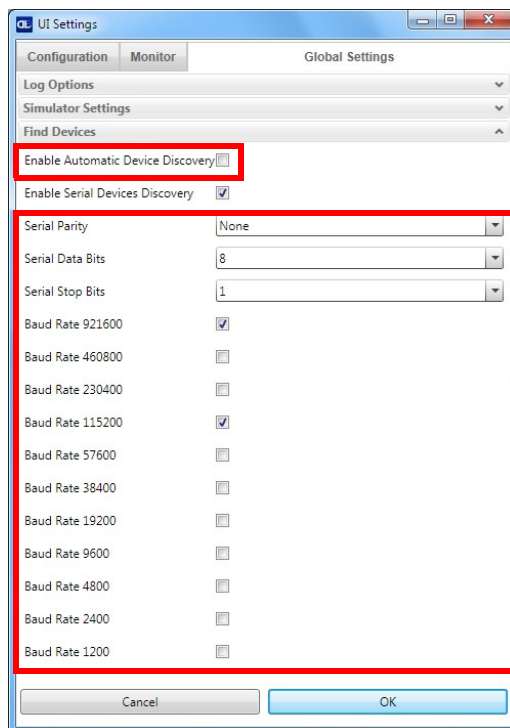 UI Settings
Configuration Monitor Global Settings
Log Options
Simulator Settings
Find Devices
Enable Automatic Device Discovery
Enable Serial Devices Discovery
Serial Parity None
Serial Data Bits 8
Serial Stop Bits 1
Baud Rate 921600
Baud Rate 460800
Baud Rate 230400
Baud Rate 115200
Baud Rate 57600
Baud Rate 38400
Baud Rate 19200
Baud Rate 9600
Baud Rate 4800
Baud Rate 2400
Baud Rate 1200
Cancel OK